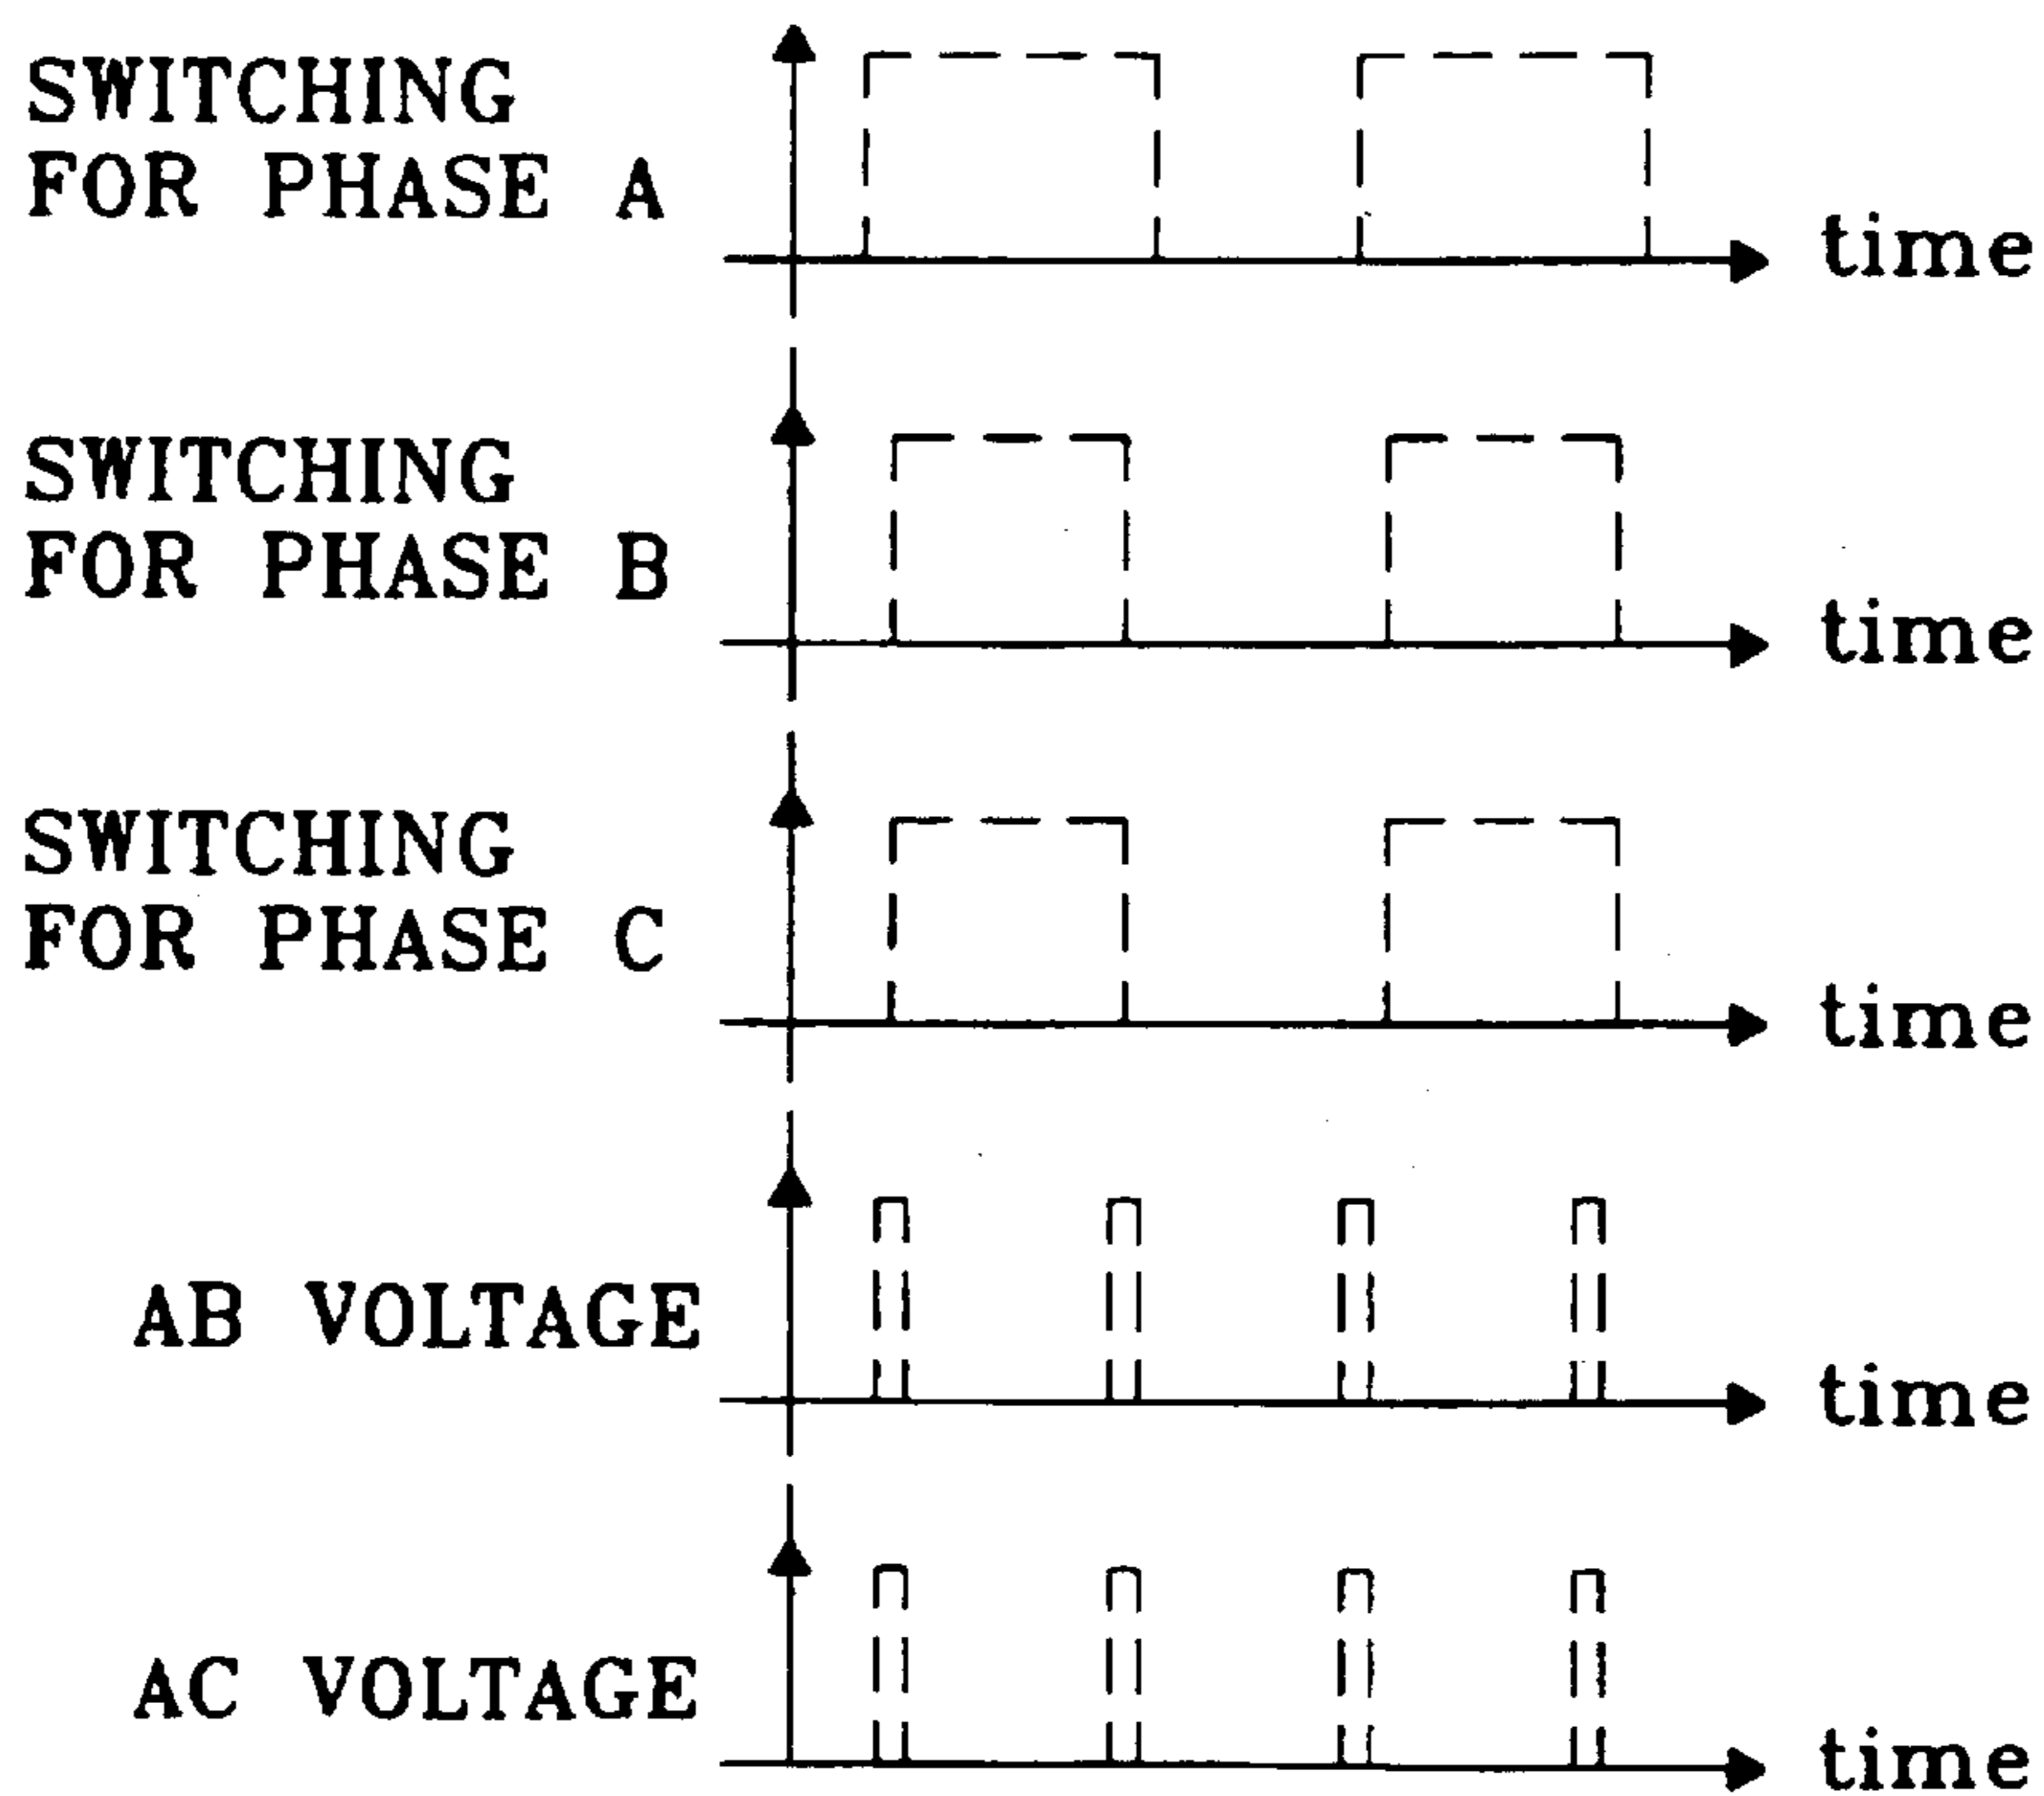 SWITCHING
FOR PHASE A
time
SWITCHING
FOR PHASE B
time
SWITCHING
FOR PHASE C
time
AB VOLTAGE
time
AC VOLTAGE
time